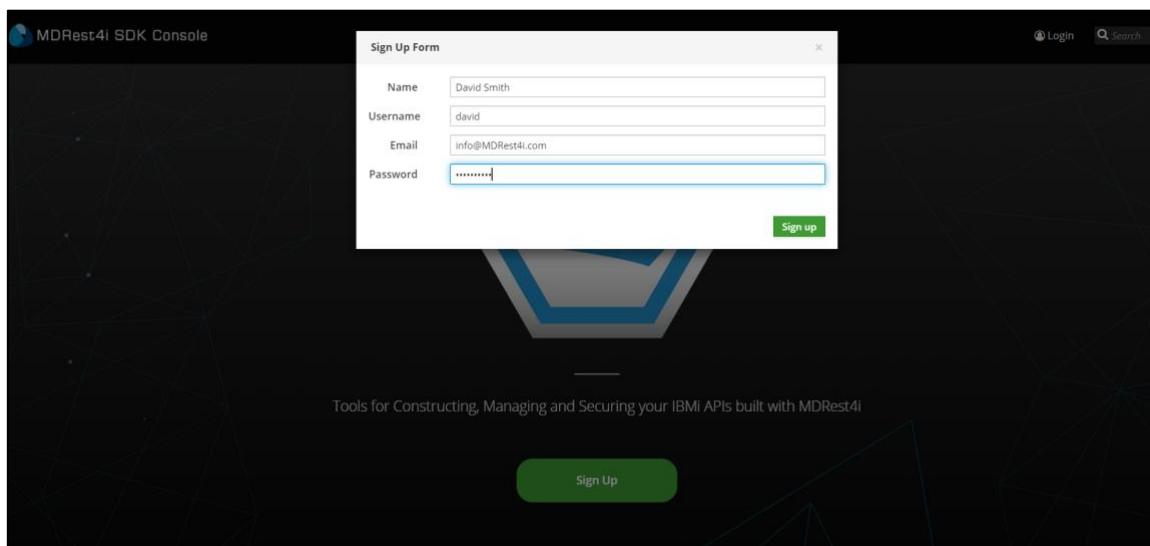 MDRest4i SDK Console
Login
Search
Sign Up Form
×
Name
David Smith
Username
david
Email
info@MDRest4i.com
Password
••••••••••
Sign up
Tools for Constructing, Managing and Securing your IBMi APIs built with MDRest4i
Sign Up